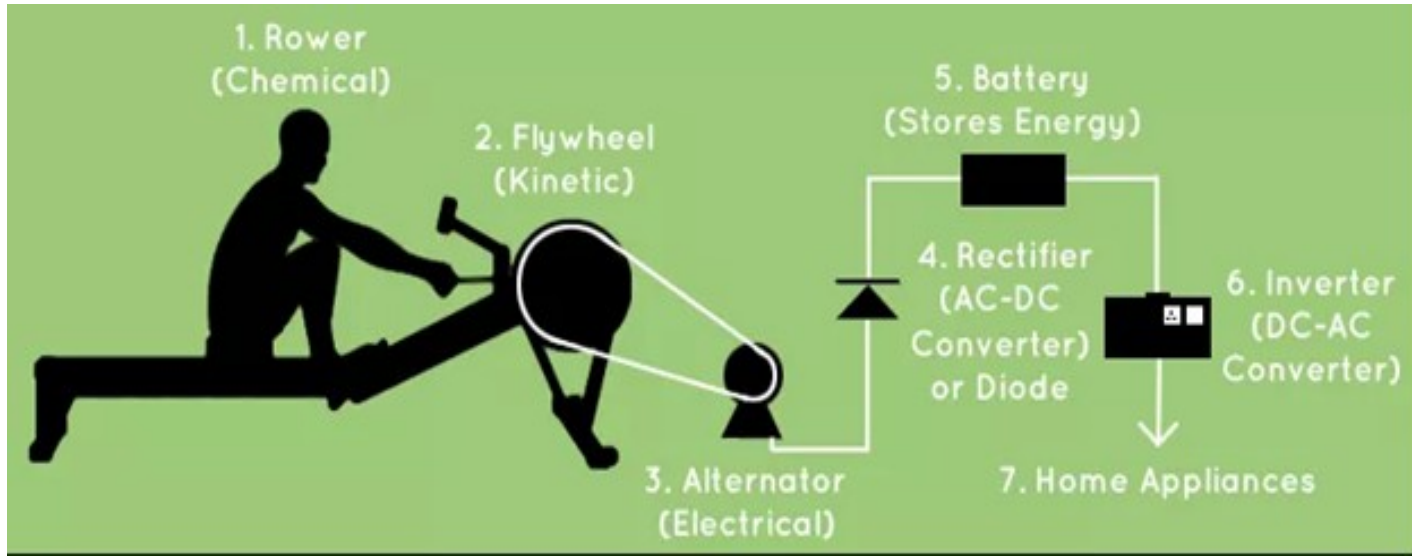 1. Rower
(Chemical)
2. Flywheel
(Kinetic)
3. Alternator
(Electrical)
4. Rectifier
(AC-DC
Converter)
or Diode
5. Battery
(Stores Energy)
6. Inverter
(DC-AC
Converter)
7. Home Appliances